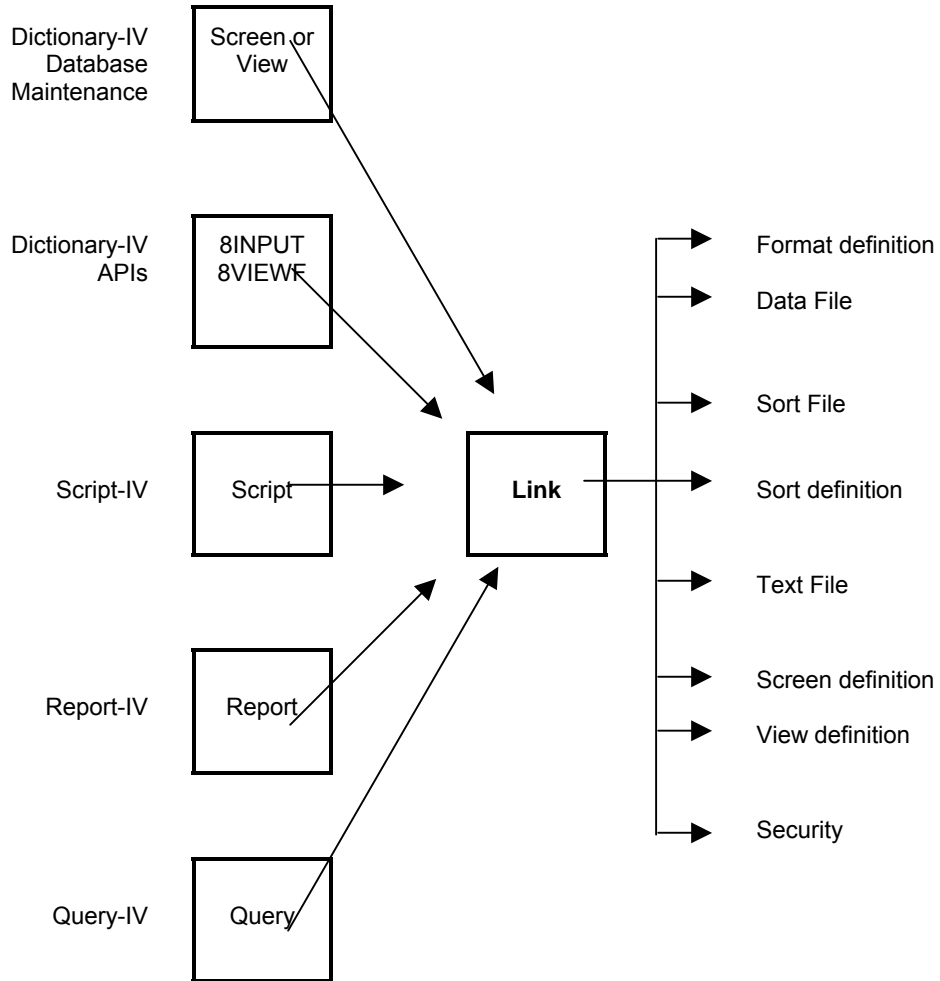 Dictionary-IV
Database
Maintenance
Screen or
View
Dictionary-IV
APIs
8INPUT
8VIEWF
Script-IV
Script
Report-IV
Report
Query-IV
Query
Link
Format definition
Data File
Sort File
Sort definition
Text File
Screen definition
View definition
Security